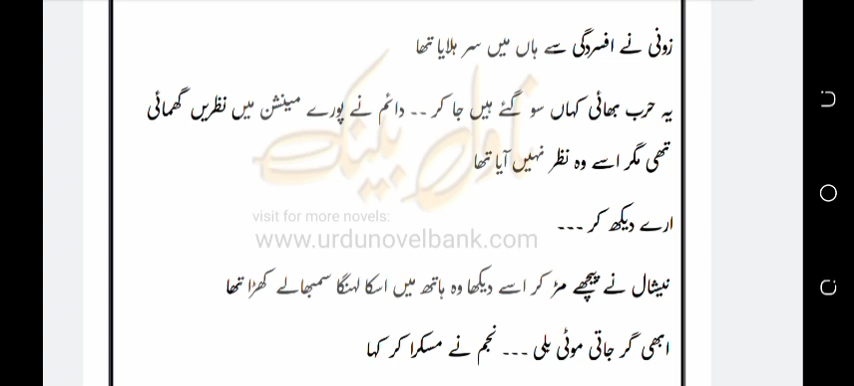 زونی نے افسردگی سے ہاں میں سر ہلایا تھا
یہ حرب بھائی کہاں سو گئے ہیں جا کر ۔۔ دائم نے پورے مینشن میں نظریں گھمائی
تھی مگر اسے وہ نظر نہیں آیا تھا
ناول بینک
visit for more novels:
www.urdunovelbank.com
ارے دیکھ کر ۔۔۔
نیشال نے پیچھے مڑ کر اسے دیکھا وہ ہاتھ میں اسکا لہنگا سمبھالے کھڑا تھا
ابھی گر جاتی موٹی بلی ۔۔۔ نجم نے مسکرا کر کہا